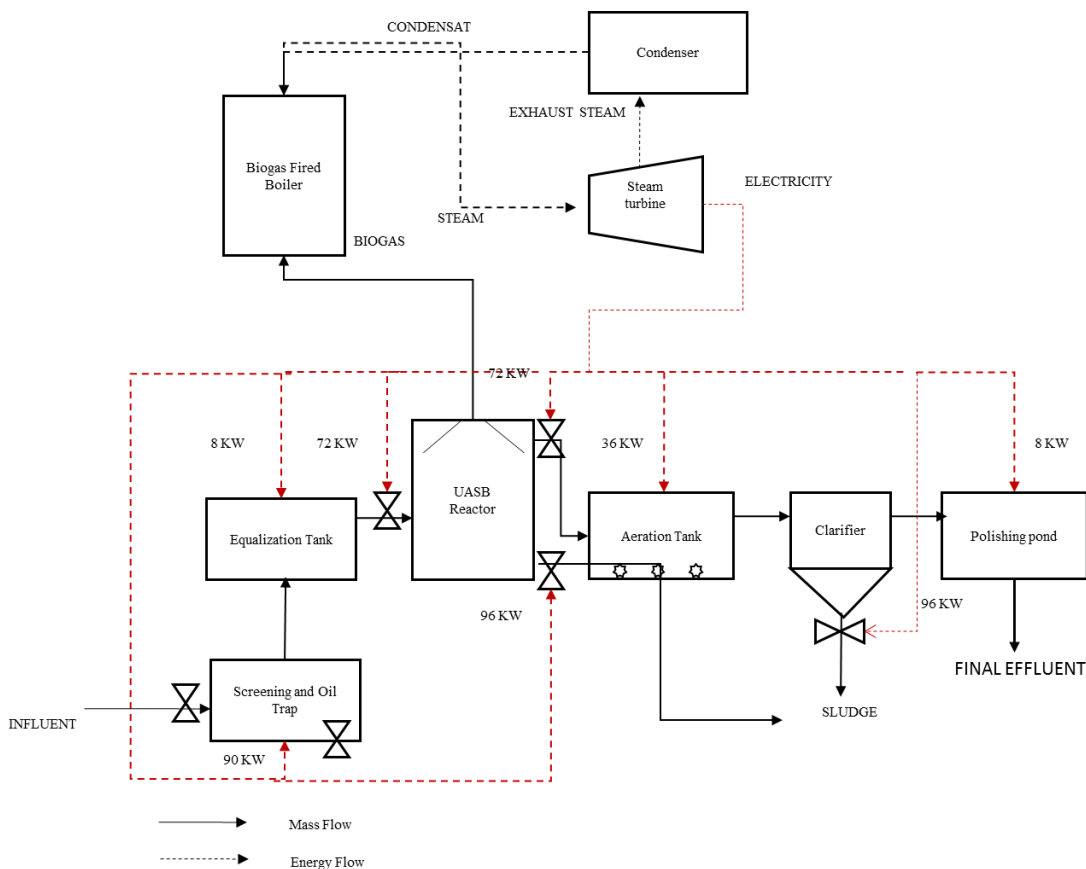 CONDENSAT
Condenser
EXHAUST STEAM
Biogas Fired
Boiler
Steam
turbine
ELECTRICITY
STEAM
BIOGAS
72 KW
8 KW
72 KW
36 KW
8 KW
UASB
Reactor
Equalization Tank
Aeration Tank
Clarifier
Polishing pond
96 KW
96 KW
FINAL EFFLUENT
Screening and Oil
Trap
INFLUENT
SLUDGE
90 KW
Mass Flow
Energy Flow